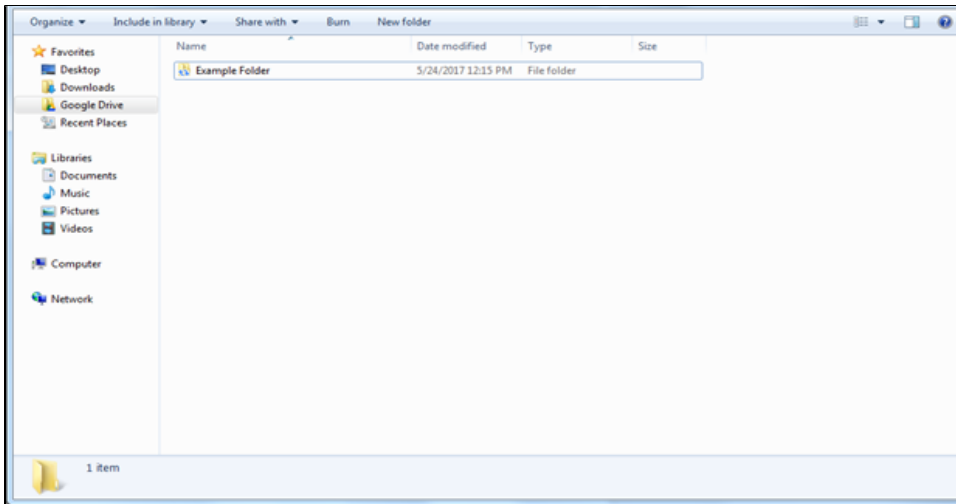 Organize Include in library Share with Burn New folder
Name Date modified Type Size
Example Folder 5/24/2017 12:15 PM File folder
Favorites
Desktop
Downloads
Google Drive
Recent Places
Libraries
Documents
Music
Pictures
Videos
Computer
Network
1 item